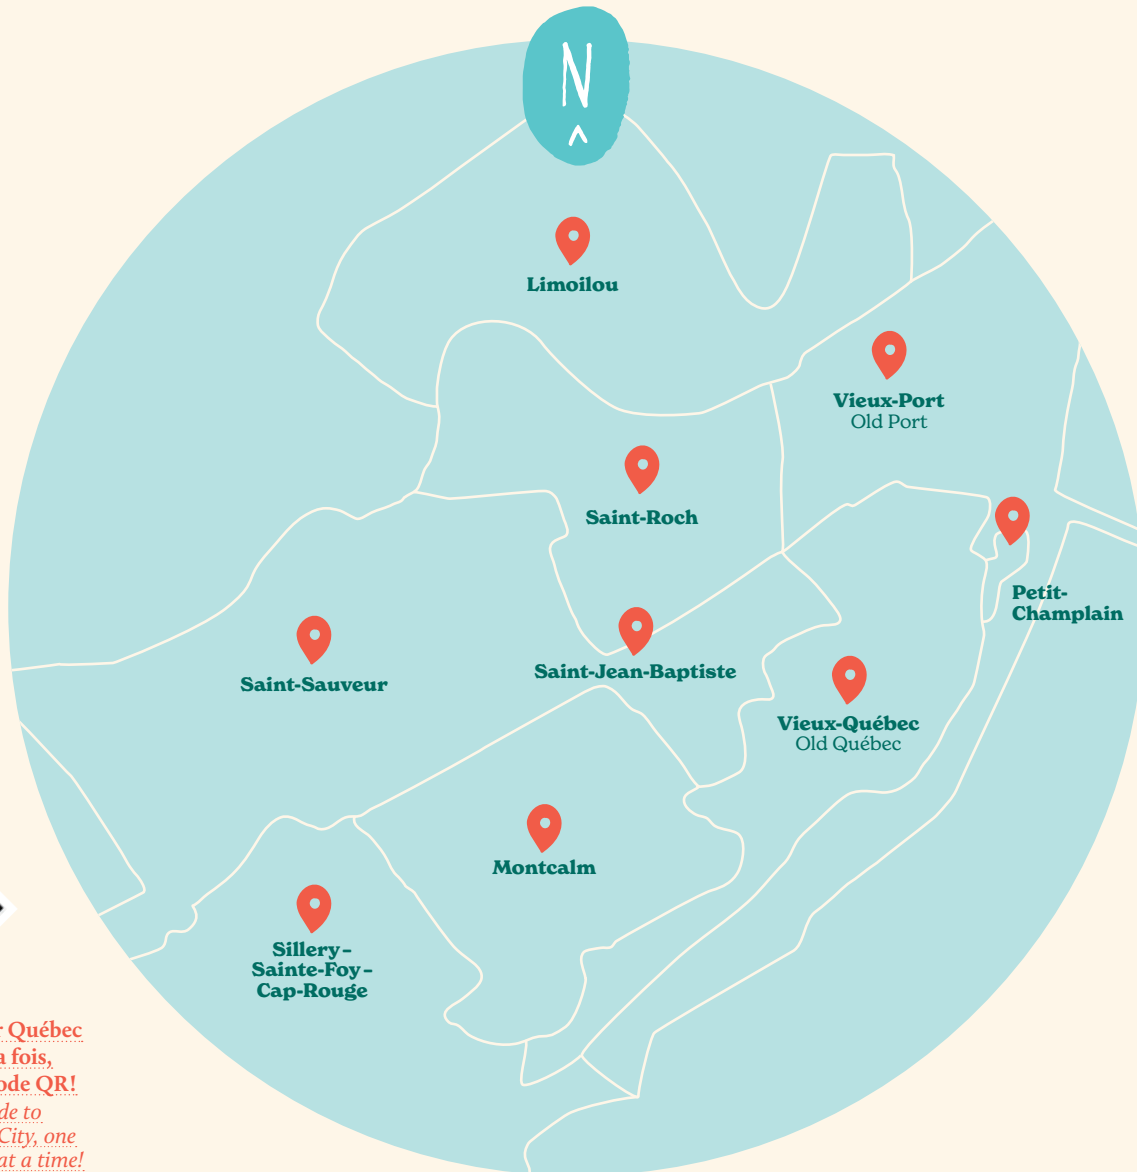 N
Limoilou
Vieux-Port
Old Port
Saint-Roch
Petit-
Champlain
Saint-Jean-Baptiste
Saint-Sauveur
Vieux-Québec
Old Québec
Montcalm
Sillery–
Sainte-Foy–
Cap-Rouge
Québec
fois,
QR!
to
City, one
at a time!